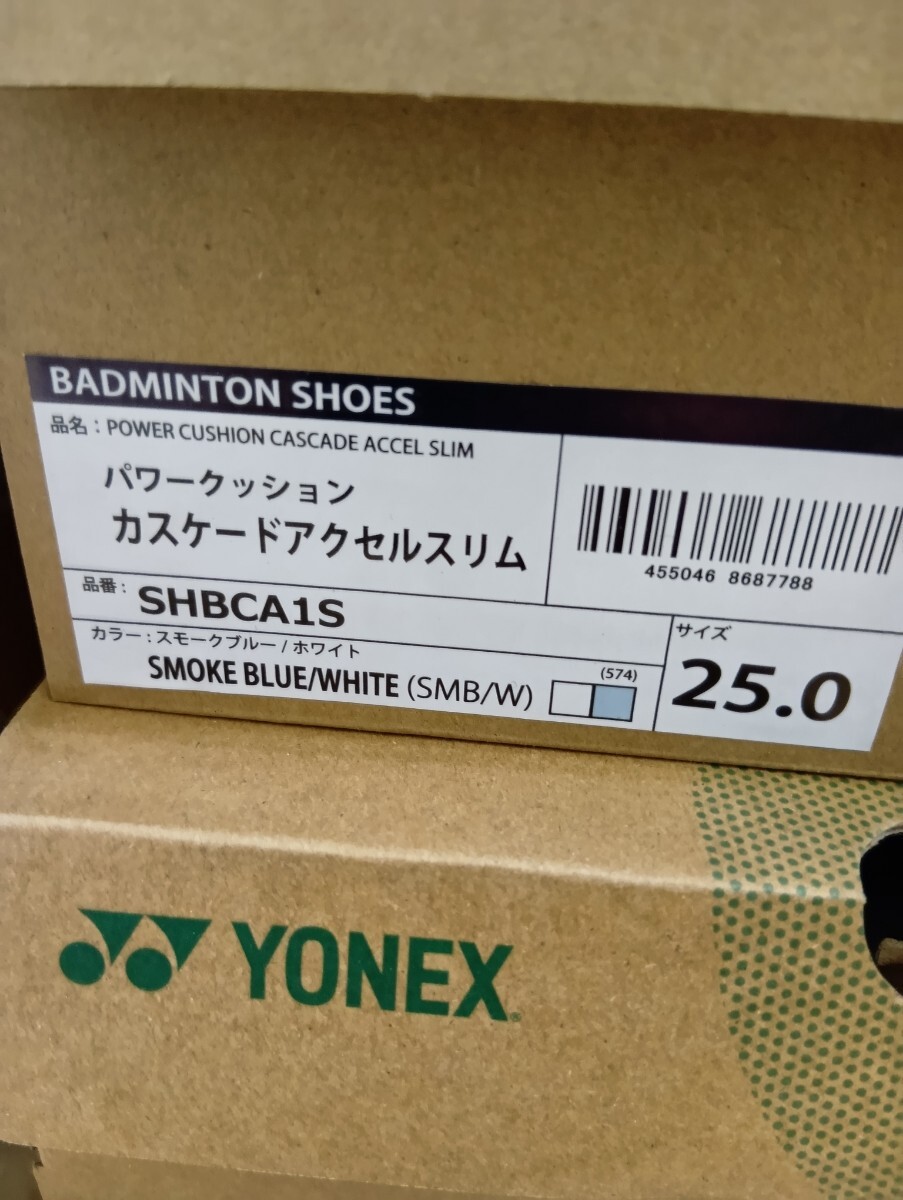 BADMINTON SHOES
品名：POWER CUSHION CASCADE ACCEL SLIM
パワークッション
カスケードアクセルスリム
455046 8687788
品番：SHBCA1S
カラー：スモークブルー / ホワイト
SMOKE BLUE/WHITE (SMB/W)
(574)
サイズ
25.0
YONEX